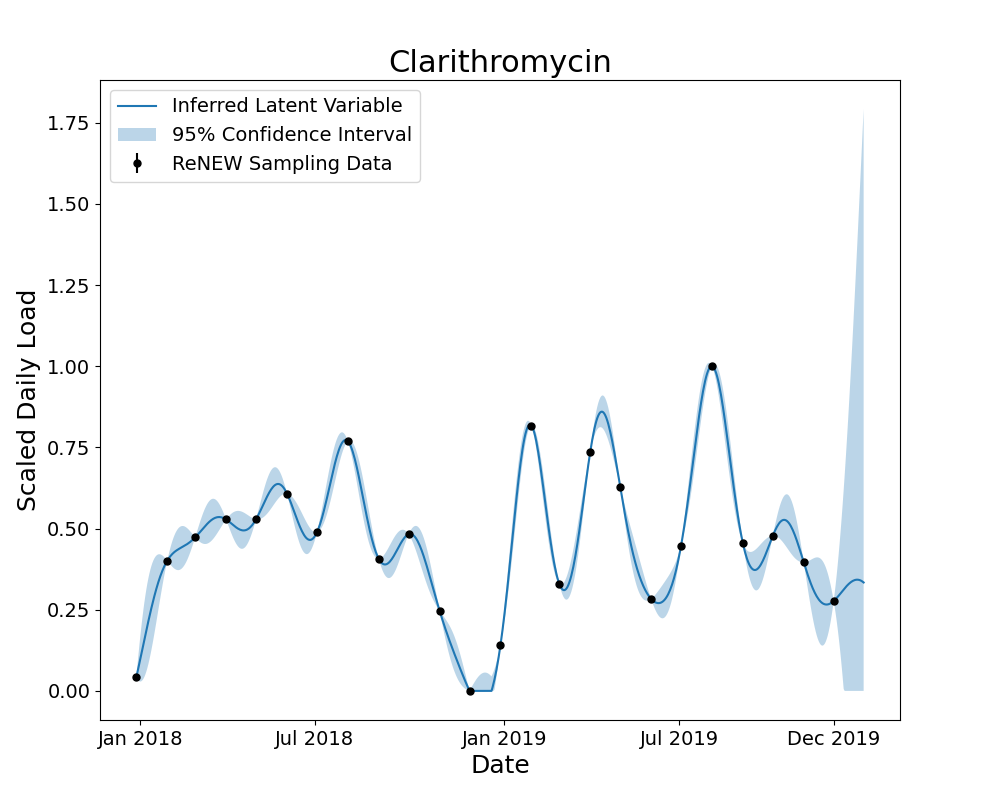 Clarithromycin
Inferred Latent Variable
95% Confidence Interval
ReNEW Sampling Data
Scaled Daily Load
1.75
1.50
1.25
1.00
0.75
0.50
0.25
0.00
Jan 2018
Jul 2018
Jan 2019
Jul 2019
Dec 2019
Date